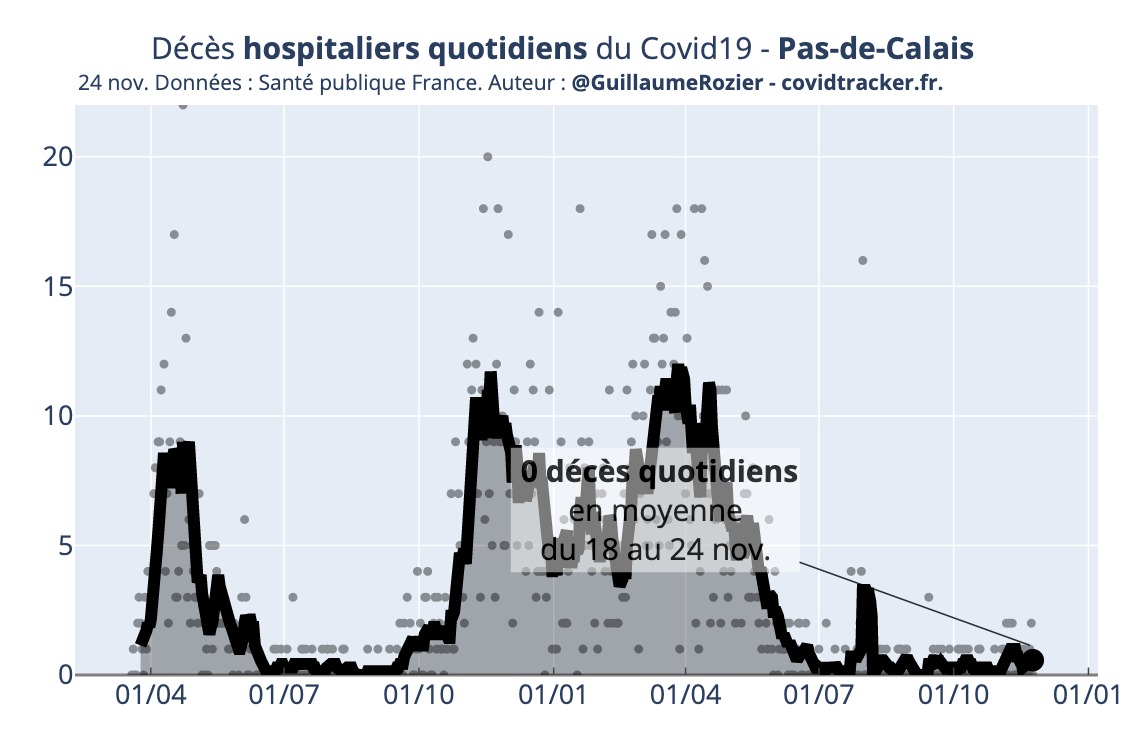 Décès hospitaliers quotidiens du Covid19 - Pas-de-Calais
24 nov. Données : Santé publique France. Auteur : @GuillaumeRozier - covidtracker.fr.
20
15
10
5
0
0 décès quotidiens
en moyenne
du 18 au 24 nov.
01/04 01/07 01/10 01/01 01/04 01/07 01/10 01/01